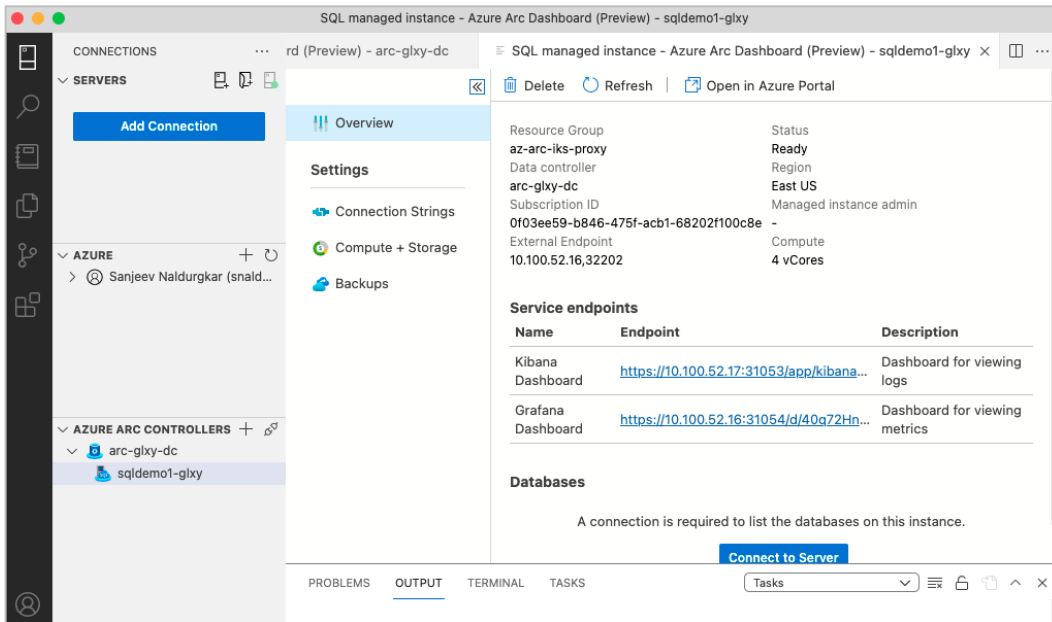 SQL managed instance - Azure Arc Dashboard (Preview) - sqldemo1-glxy
CONNECTIONS
rd (Preview) - arc-glxy-dc
SQL managed instance - Azure Arc Dashboard (Preview) - sqldemo1-glxy
SERVERS
Add Connection
AZURE
Sanjeev Naldurgkar (snald...
AZURE ARC CONTROLLERS
arc-glxy-dc
sqldemo1-glxy
Overview
Settings
Connection Strings
Compute + Storage
Backups
Delete Refresh Open in Azure Portal
Resource Group Status
az-arc-iks-proxy Ready
Data controller Region
arc-glxy-dc East US
Subscription ID Managed instance admin
0f03ee59-b846-475f-acb1-68202f100c8e -
External Endpoint Compute
10.100.52.16,32202 4 vCores
Service endpoints
Name Endpoint Description
Kibana Dashboard https://10.100.52.17:31053/app/kibana... Dashboard for viewing logs
Grafana Dashboard https://10.100.52.16:31054/d/40q72Hn... Dashboard for viewing metrics
Databases
A connection is required to list the databases on this instance.
Connect to Server
PROBLEMS OUTPUT TERMINAL TASKS Tasks